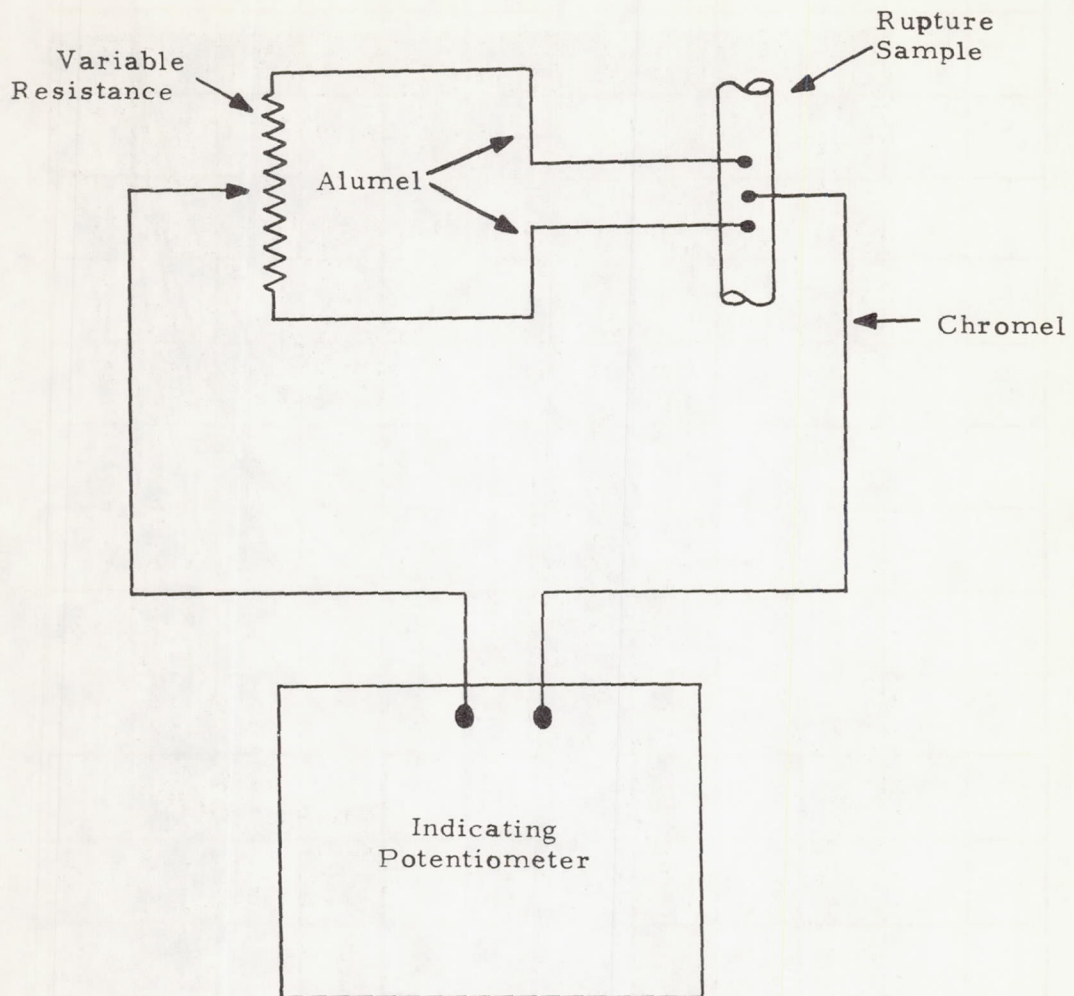 Rupture
Sample
Variable
Resistance
Alumel
Chromel
Indicating
Potentiometer